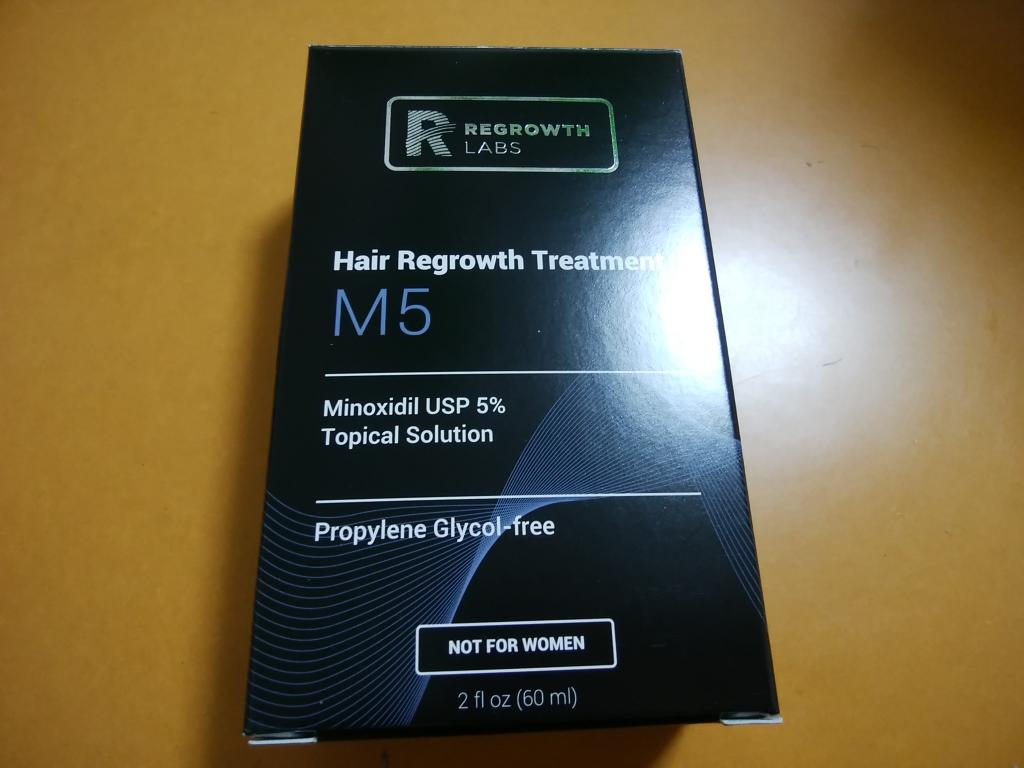 R REGROWTH
LABS
Hair Regrowth Treatment
M5
Minoxidil USP 5%
Topical Solution
Propylene Glycol-free
NOT FOR WOMEN
2 fl oz (60 ml)